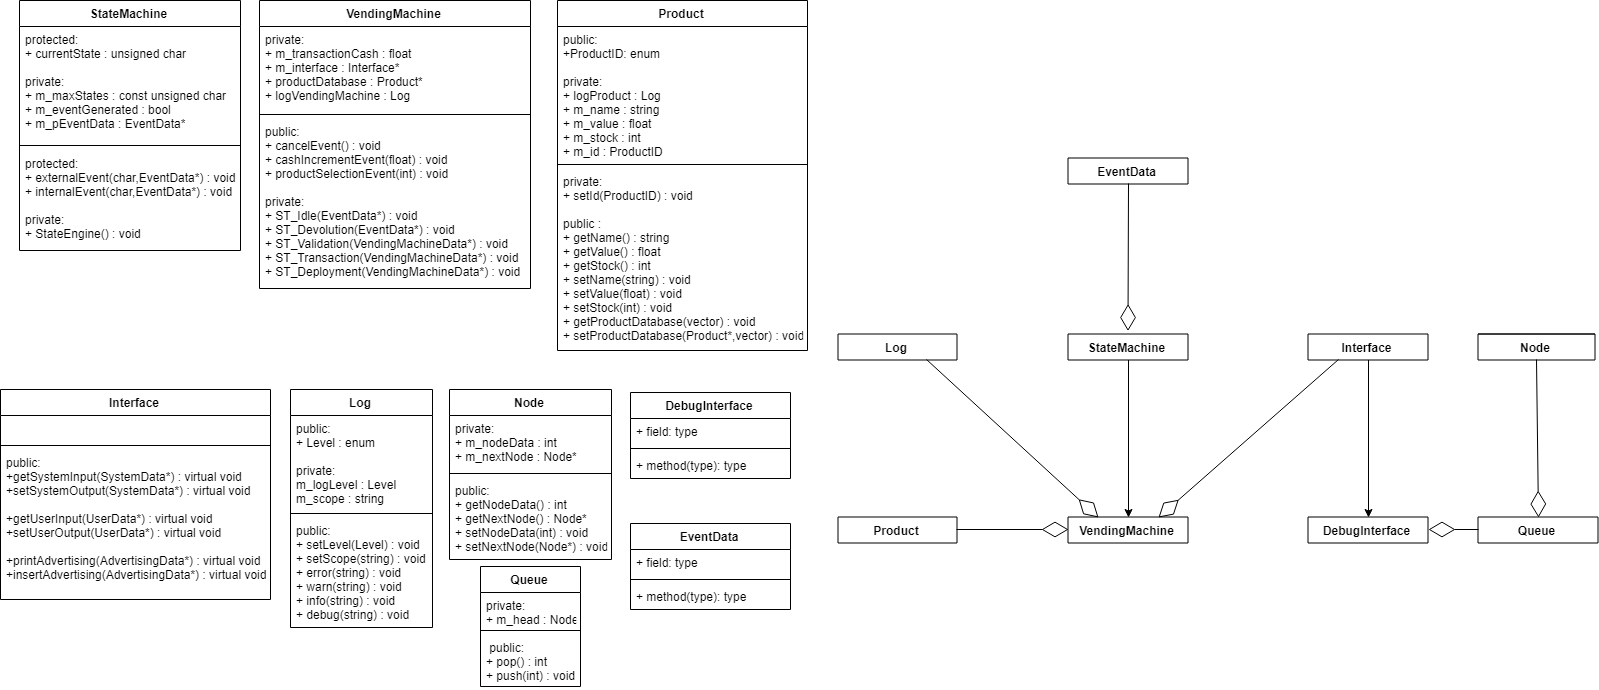 StateMachine
protected:
+ currentState : unsigned char
private:
+ m_maxStates : const unsigned char
+ m_eventGenerated : bool
+ m_pEventData : EventData*
protected:
+ externalEvent(char,EventData*) : void
+ internalEvent(char,EventData*) : void
private:
+ StateEngine() : void
VendingMachine
private:
+ m_transactionCash : float
+ m_interface : Interface*
+ productDatabase : Product*
+ logVendingMachine : Log
public:
+ cancelEvent() : void
+ cashIncrementEvent(float) : void
+ productSelectionEvent(int) : void
private:
+ ST_Idle(EventData*) : void
+ ST_Devolution(EventData*) : void
+ ST_Validation(VendingMachineData*) : void
+ ST_Transaction(VendingMachineData*) : void
+ ST_Deployment(VendingMachineData*) : void
Product
public:
+ProductID: enum
private:
+ logProduct : Log
+ m_name : string
+ m_value : float
+ m_stock : int
+ m_id : ProductID
private:
+ setId(ProductID) : void
public :
+ getName() : string
+ getValue() : float
+ getStock() : int
+ setName(string) : void
+ setValue(float) : void
+ setStock(int) : void
+ getProductDatabase(vector) : void
+ setProductDatabase(Product*,vector) : void
Interface
public:
+getSystemInput(SystemData*) : virtual void
+setSystemOutput(SystemData*) : virtual void
+getUserInput(UserData*) : virtual void
+setUserOutput(UserData*) : virtual void
+printAdvertising(AdvertisingData*) : virtual void
+insertAdvertising(AdvertisingData*) : virtual void
Log
public:
+ Level : enum
private:
m_logLevel : Level
m_scope : string
public:
+ setLevel(Level) : void
+ setScope(string) : void
+ error(string) : void
+ warn(string) : void
+ info(string) : void
+ debug(string) : void
Node
private:
+ m_nodeData : int
+ m_nextNode : Node*
public:
+ getNodeData() : int
+ getNextNode() : Node*
+ setNodeData(int) : void
+ setNextNode(Node*) : void
Queue
private:
+ m_head : Node
public:
+ pop() : int
+ push(int) : void
DebugInterface
+ field: type
+ method(type): type
EventData
+ field: type
+ method(type): type
EventData
Log
StateMachine
Interface
Node
Product
VendingMachine
DebugInterface
Queue